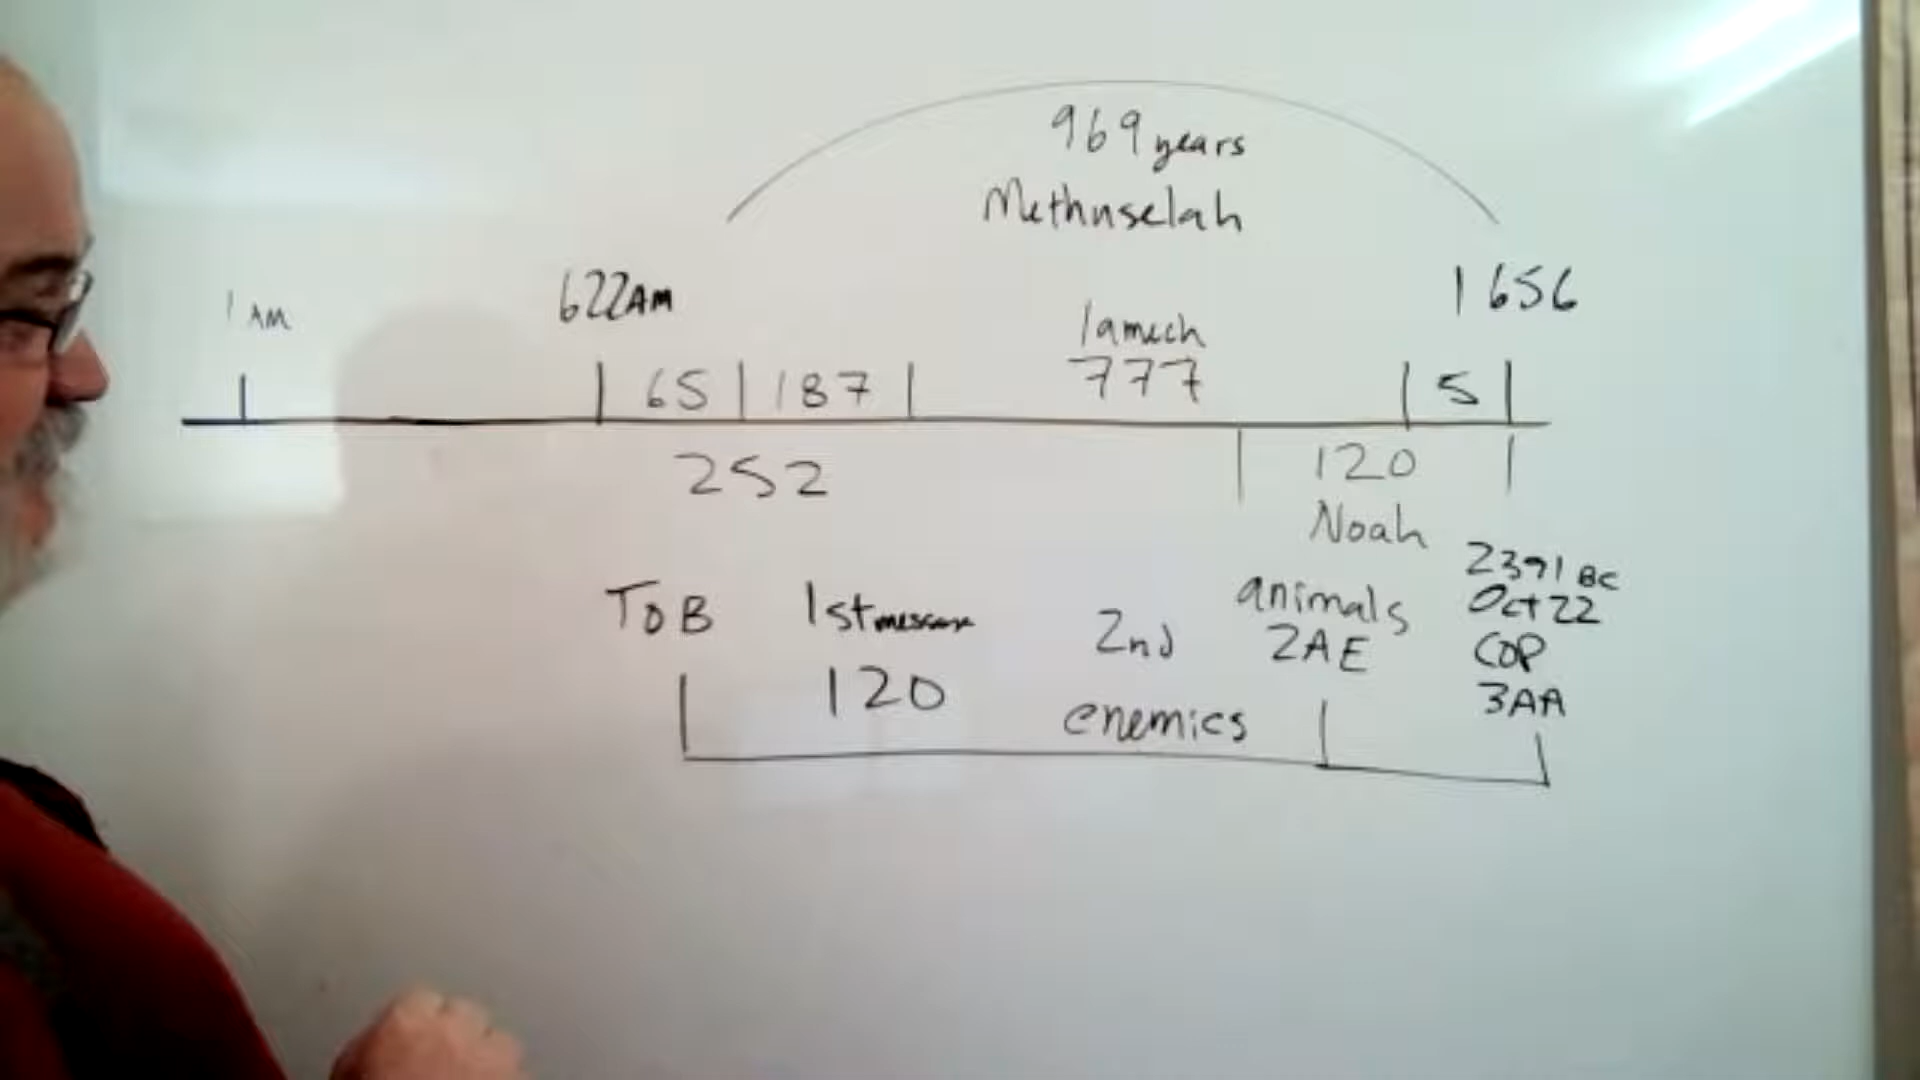 969 years
Methuselah
1 AM
622AM
lamech
1656
65 187 777 5
252
120
Noah
2391 BC
Oct 22
COP
3AA
animals
2AE
TOB
1st message
2nd
120
enemies